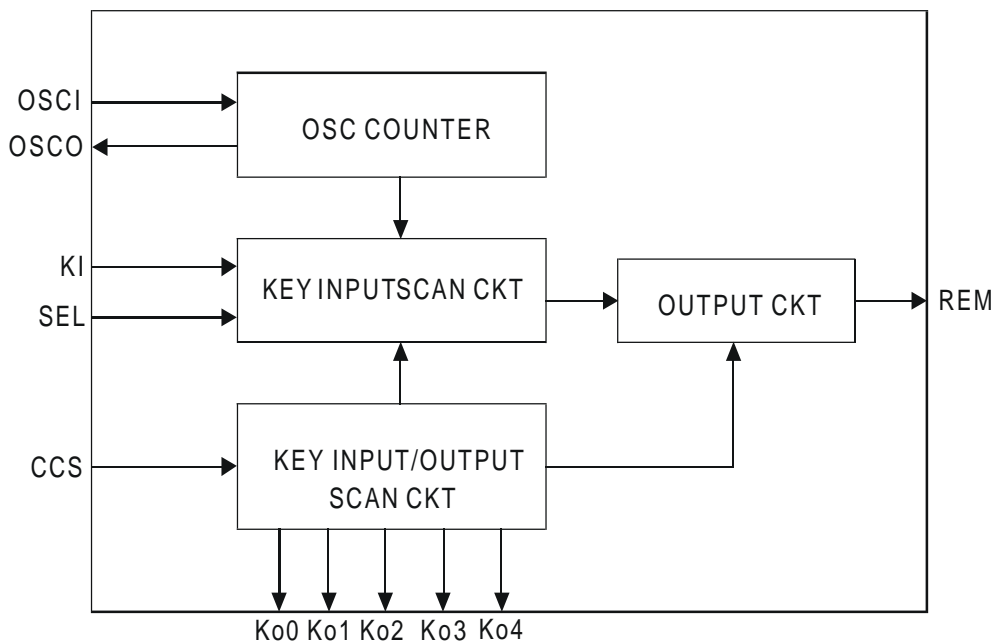 OSCI
OSCO
OSC COUNTER
KI
SEL
KEY INPUTSCAN CKT
OUTPUT CKT
REM
CCS
KEY INPUT/OUTPUT
SCAN CKT
Ko0 Ko1 Ko2 Ko3 Ko4